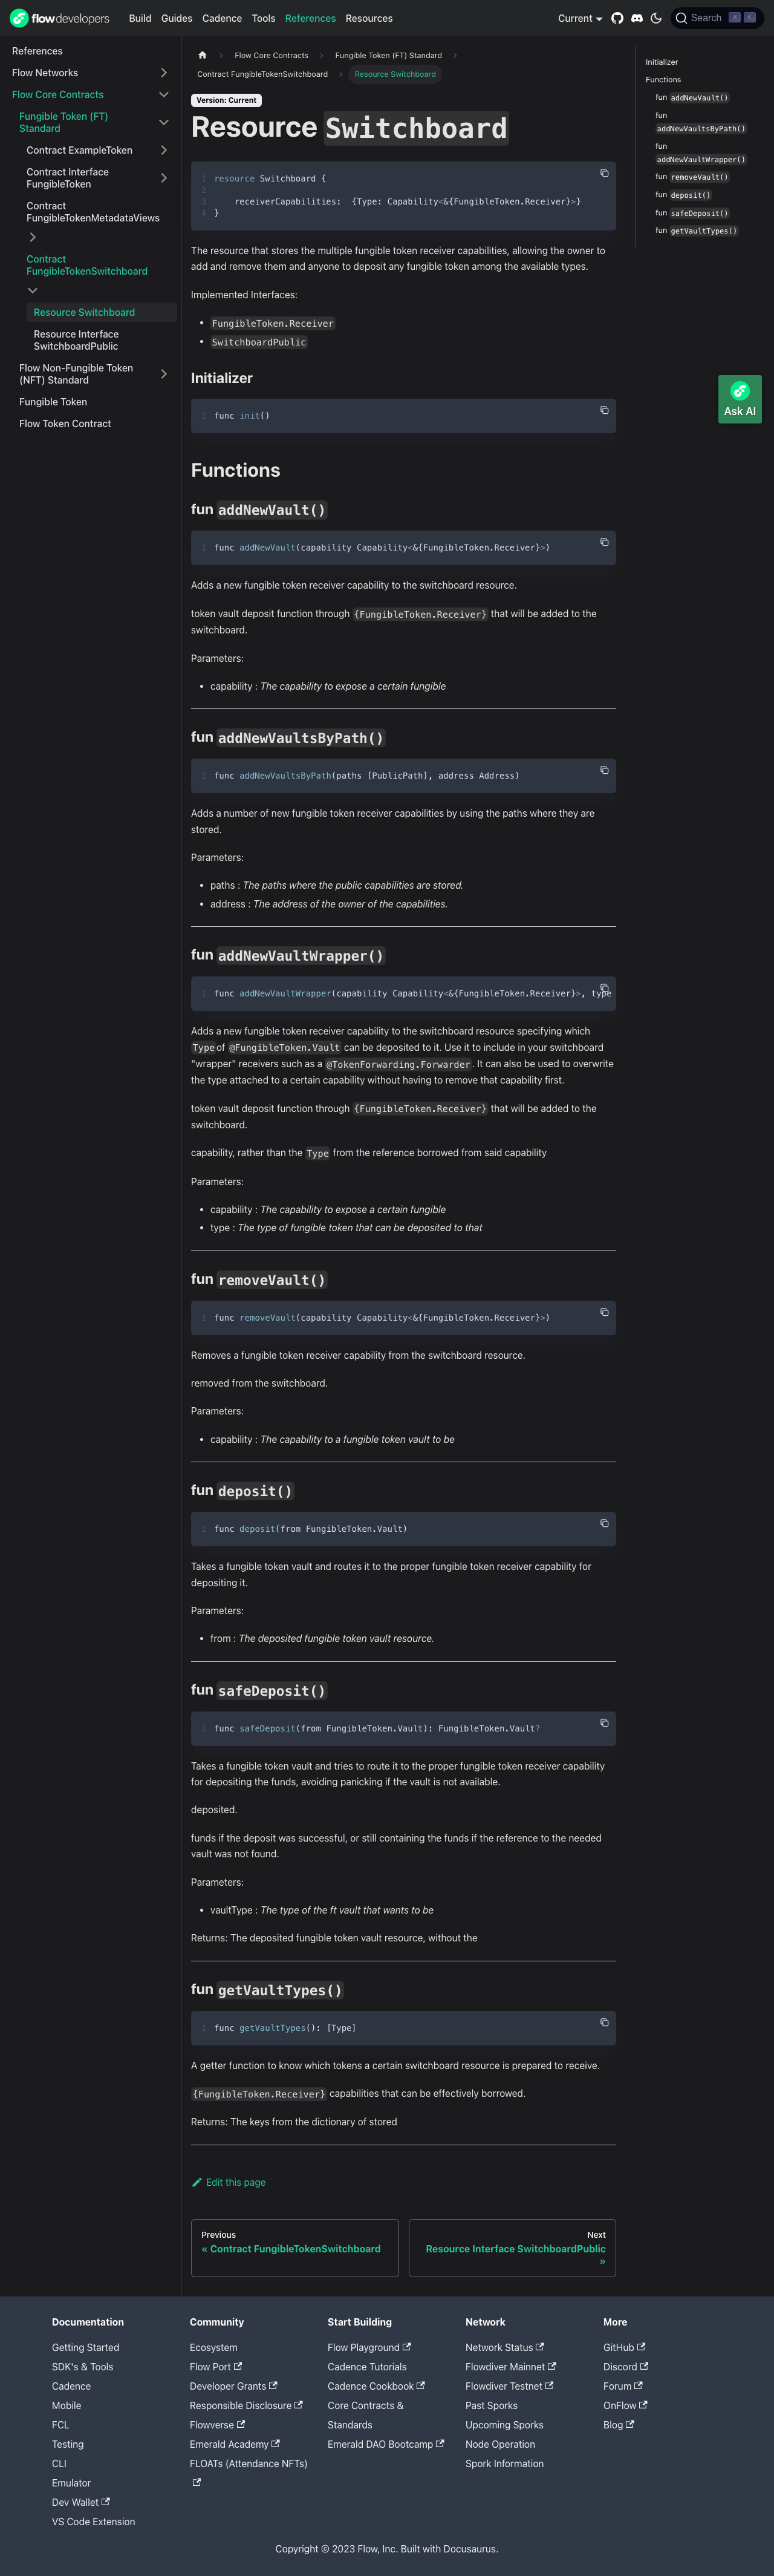 flowdevelopers Build Guides Cadence Tools References Resources Current Search ⌘ K
References
Flow Networks
Flow Core Contracts
Fungible Token (FT)
Standard
Contract ExampleToken
Contract Interface
FungibleToken
Contract
FungibleTokenMetadataViews
Contract
FungibleTokenSwitchboard
Resource Switchboard
Resource Interface
SwitchboardPublic
Flow Non-Fungible Token
(NFT) Standard
Fungible Token
Flow Token Contract
Flow Core Contracts
Fungible Token (FT) Standard
Contract FungibleTokenSwitchboard
Resource Switchboard
Version: Current
Resource Switchboard
1 resource Switchboard {
2
3 receiverCapabilities: {Type: Capability<&{FungibleToken.Receiver}>}
4 }
The resource that stores the multiple fungible token receiver capabilities, allowing the owner to
add and remove them and anyone to deposit any fungible token among the available types.
Implemented Interfaces:
• FungibleToken.Receiver
• SwitchboardPublic
Initializer
1 func init()
Functions
fun addNewVault()
1 func addNewVault(capability Capability<&{FungibleToken.Receiver}>)
Adds a new fungible token receiver capability to the switchboard resource.
token vault deposit function through {FungibleToken.Receiver} that will be added to the
switchboard.
Parameters:
• capability : The capability to expose a certain fungible
fun addNewVaultsByPath()
1 func addNewVaultsByPath(paths [PublicPath], address Address)
Adds a number of new fungible token receiver capabilities by using the paths where they are
stored.
Parameters:
• paths : The paths where the public capabilities are stored.
• address : The address of the owner of the capabilities.
fun addNewVaultWrapper()
1 func addNewVaultWrapper(capability Capability<&{FungibleToken.Receiver}>, type
Adds a new fungible token receiver capability to the switchboard resource specifying which
Type of @FungibleToken.Vault can be deposited to it. Use it to include in your switchboard
"wrapper" receivers such as a @TokenForwarding.Forwarder. It can also be used to overwrite
the type attached to a certain capability without having to remove that capability first.
token vault deposit function through {FungibleToken.Receiver} that will be added to the
switchboard.
capability, rather than the Type from the reference borrowed from said capability
Parameters:
• capability : The capability to expose a certain fungible
• type : The type of fungible token that can be deposited to that
fun removeVault()
1 func removeVault(capability Capability<&{FungibleToken.Receiver}>)
Removes a fungible token receiver capability from the switchboard resource.
removed from the switchboard.
Parameters:
• capability : The capability to a fungible token vault to be
fun deposit()
1 func deposit(from FungibleToken.Vault)
Takes a fungible token vault and routes it to the proper fungible token receiver capability for
depositing it.
Parameters:
• from : The deposited fungible token vault resource.
fun safeDeposit()
1 func safeDeposit(from FungibleToken.Vault): FungibleToken.Vault?
Takes a fungible token vault and tries to route it to the proper fungible token receiver capability
for depositing the funds, avoiding panicking if the vault is not available.
deposited.
funds if the deposit was successful, or still containing the funds if the reference to the needed
vault was not found.
Parameters:
• vaultType : The type of the ft vault that wants to be
Returns: The deposited fungible token vault resource, without the
fun getVaultTypes()
1 func getVaultTypes(): [Type]
A getter function to know which tokens a certain switchboard resource is prepared to receive.
{FungibleToken.Receiver} capabilities that can be effectively borrowed.
Returns: The keys from the dictionary of stored
Edit this page
Previous
« Contract FungibleTokenSwitchboard
Next
Resource Interface SwitchboardPublic
»
Initializer
Functions
fun addNewVault()
fun
addNewVaultsByPath()
fun
addNewVaultWrapper()
fun removeVault()
fun deposit()
fun safeDeposit()
fun getVaultTypes()
Ask AI
Documentation
Getting Started
SDK's & Tools
Cadence
Mobile
FCL
Testing
CLI
Emulator
Dev Wallet
VS Code Extension
Community
Ecosystem
Flow Port
Developer Grants
Responsible Disclosure
Flowverse
Emerald Academy
FLOATs (Attendance NFTs)
Start Building
Flow Playground
Cadence Tutorials
Cadence Cookbook
Core Contracts &
Standards
Emerald DAO Bootcamp
Network
Network Status
Flowdiver Mainnet
Flowdiver Testnet
Past Sporks
Upcoming Sporks
Node Operation
Spork Information
More
GitHub
Discord
Forum
OnFlow
Blog
Copyright © 2023 Flow, Inc. Built with Docusaurus.